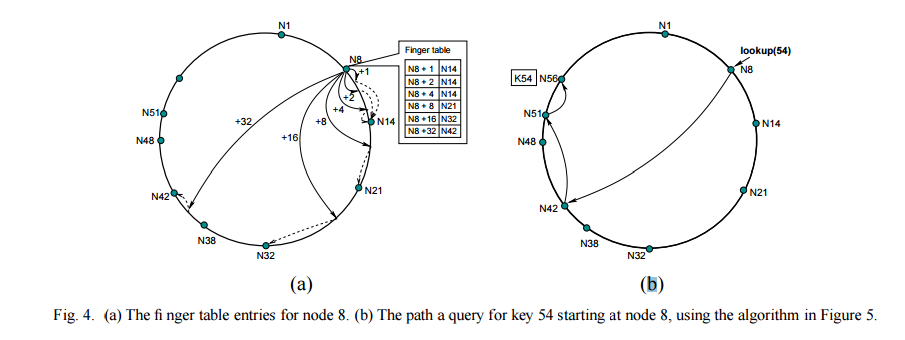 N1
N8
+1
+2
+4
+8
+16
+32
Finger table
N8 + 1 N14
N8 + 2 N14
N8 + 4 N14
N8 + 8 N21
N8 +16 N32
N8 +32 N42
N14
N21
N32
N38
N42
N48
N51
(a)
N1
lookup(54)
N8
N14
N21
N32
N38
N42
N48
N51
K54 N56
(b)
Fig. 4. (a) The fi nger table entries for node 8. (b) The path a query for key 54 starting at node 8, using the algorithm in Figure 5.